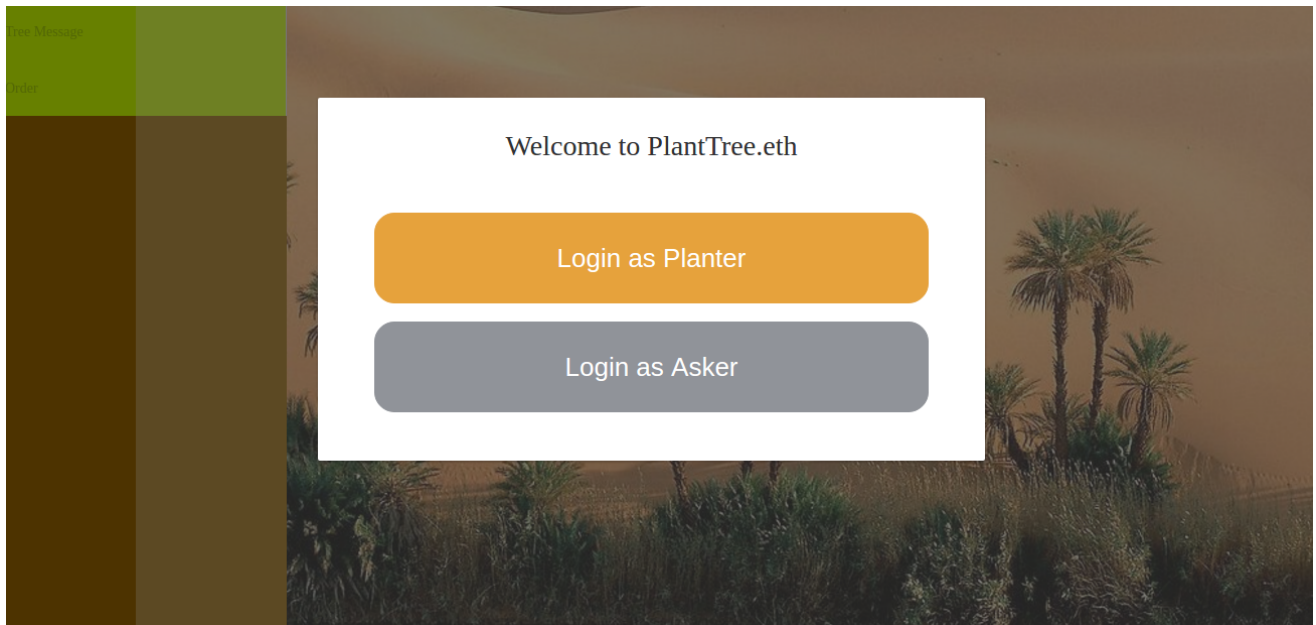 Tree Message
Order
Welcome to PlantTree.eth
Login as Planter
Login as Asker